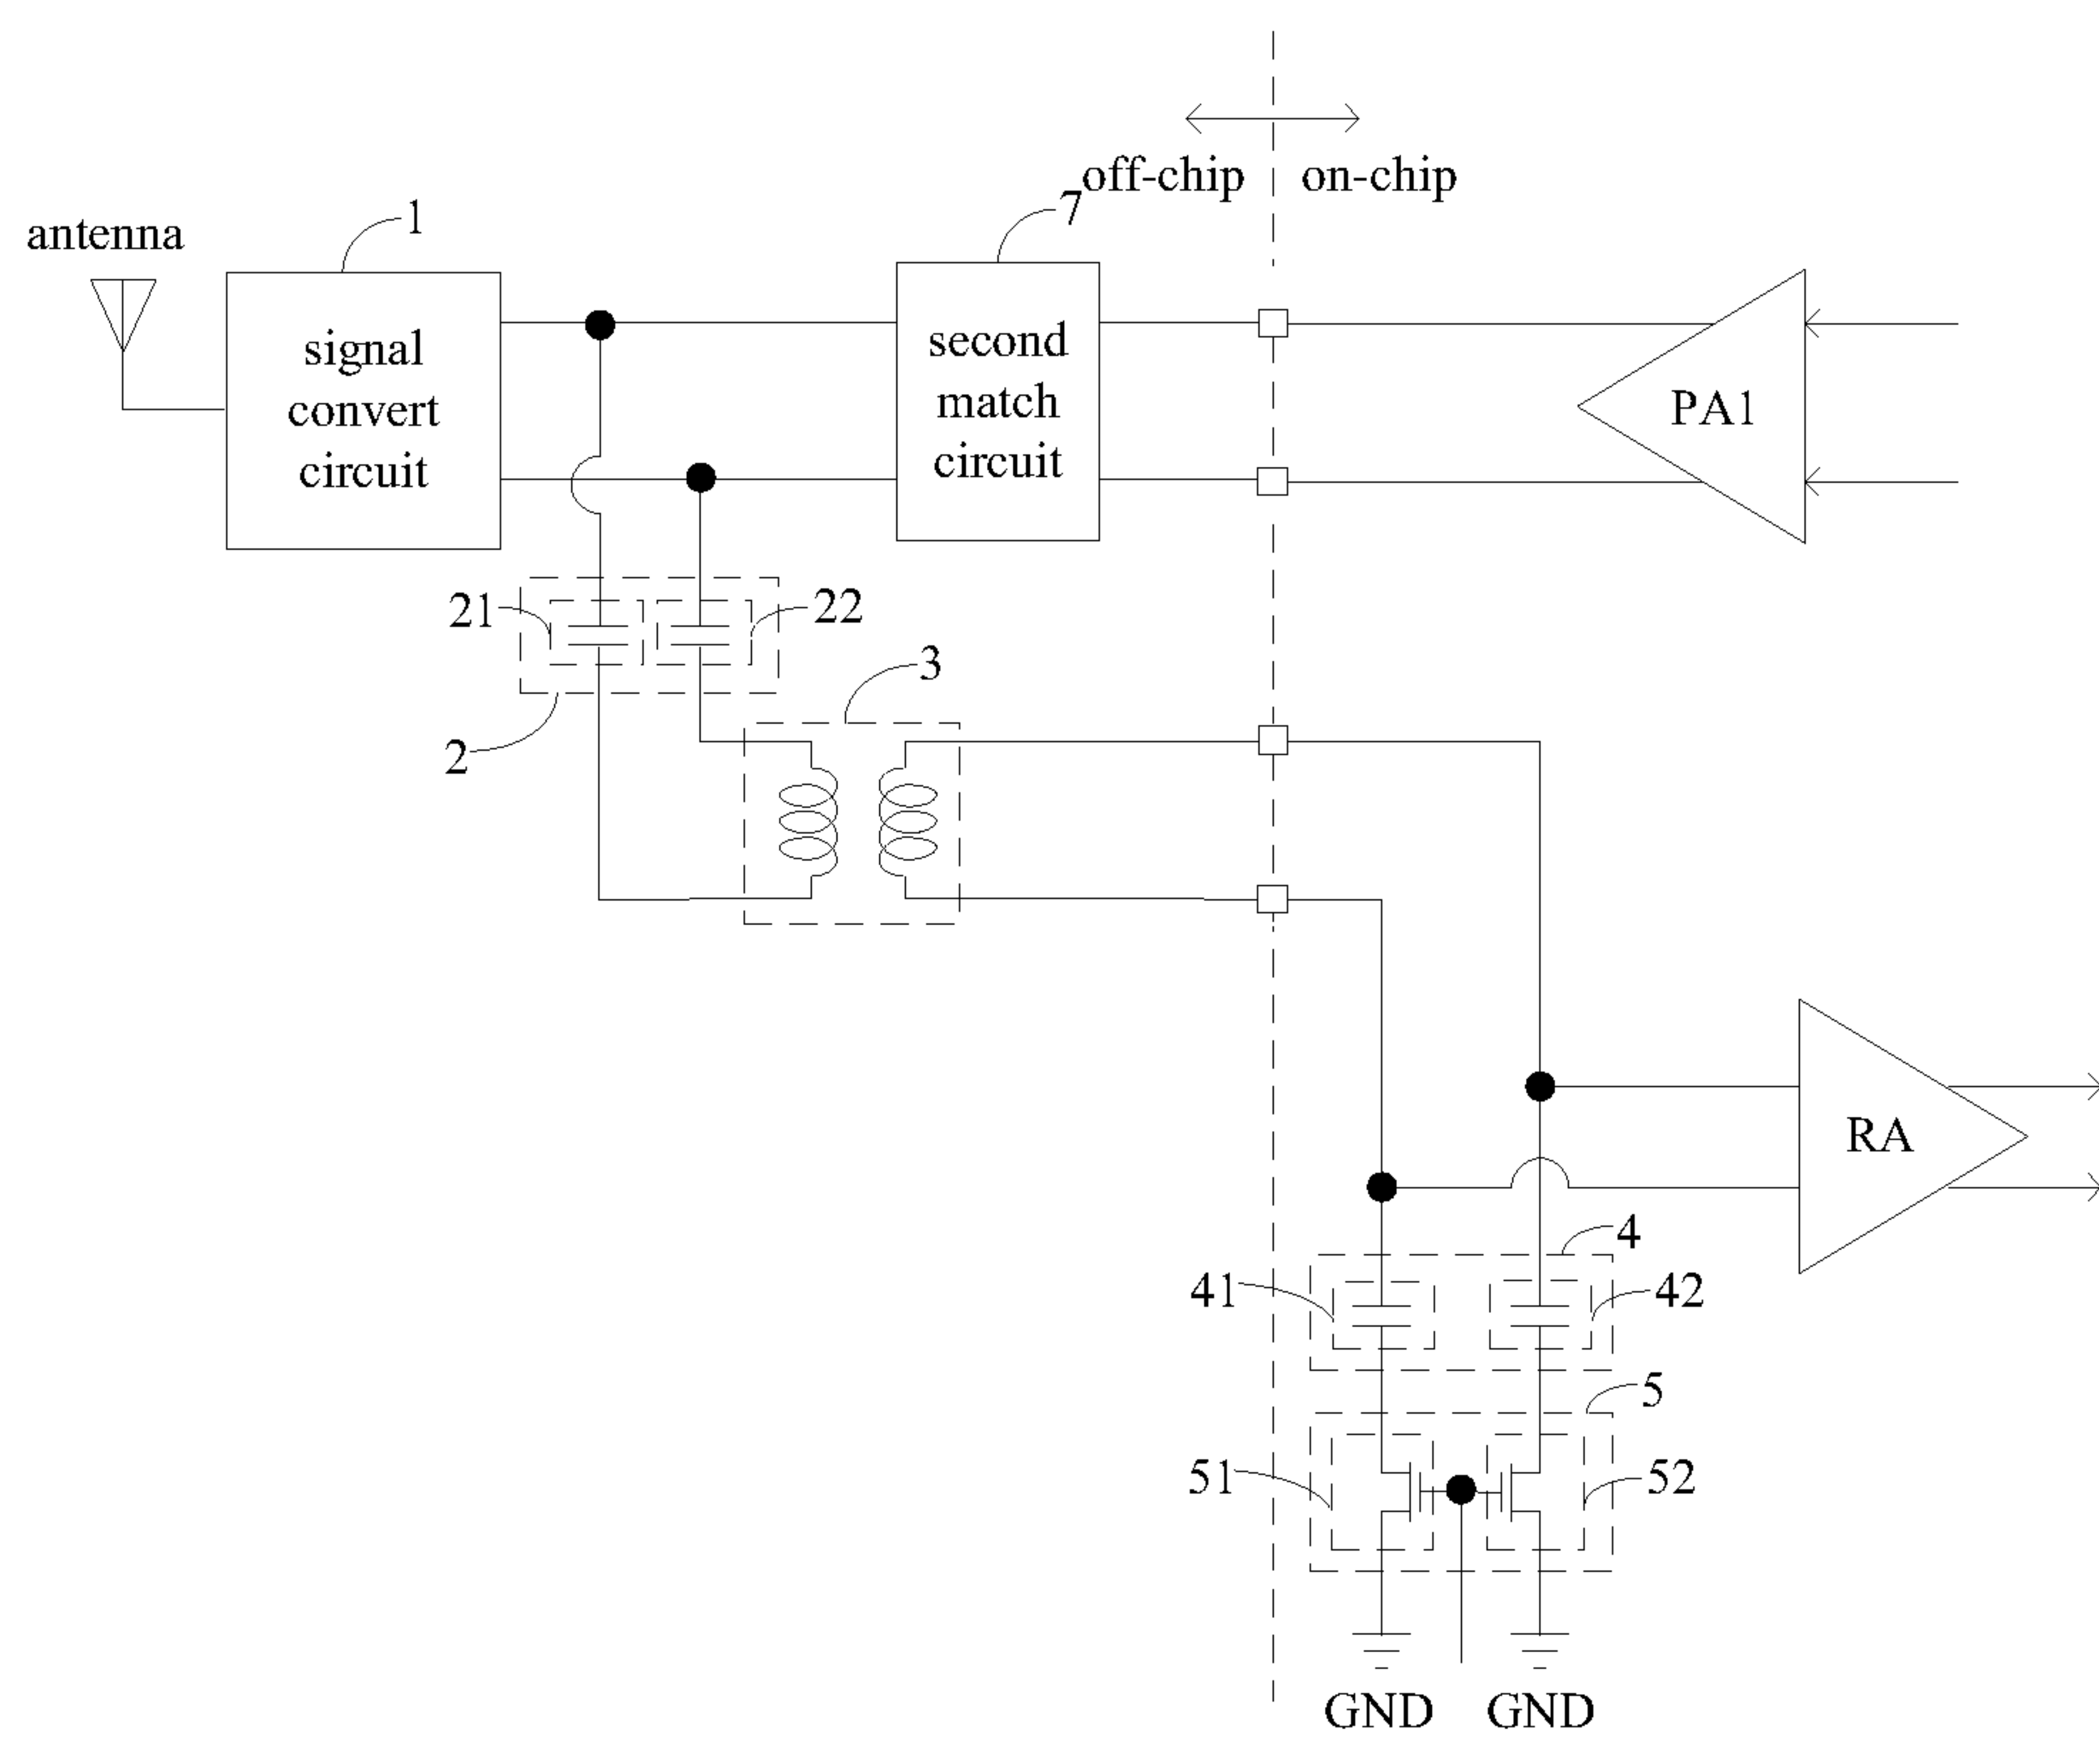 off-chip
on-chip
7
1
antenna
signal
convert
circuit
second
match
circuit
PA1
21
22
3
2
RA
4
41
42
5
51
52
GND
GND